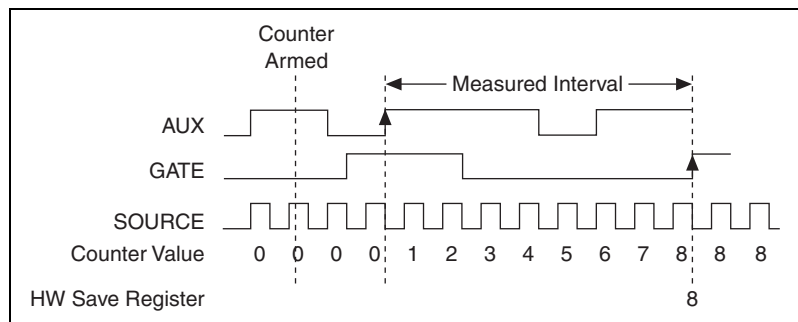 Counter
Armed
Measured Interval
AUX
GATE
SOURCE
Counter Value 0 0 0 0 1 2 3 4 5 6 7 8 8 8
HW Save Register 8